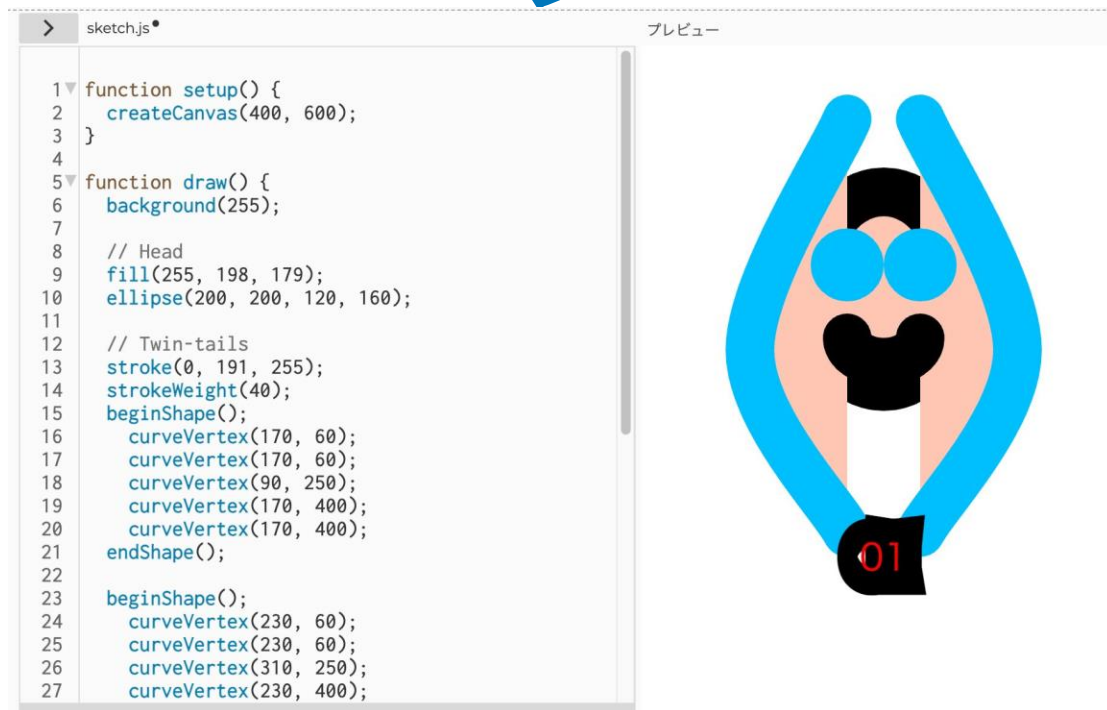 sketch.js
プレビュー
1 function setup() {
2 createCanvas(400, 600);
3 }
4
5 function draw() {
6 background(255);
7
8 // Head
9 fill(255, 198, 179);
10 ellipse(200, 200, 120, 160);
11
12 // Twin-tails
13 stroke(0, 191, 255);
14 strokeWeight(40);
15 beginShape();
16 curveVertex(170, 60);
17 curveVertex(170, 60);
18 curveVertex(90, 250);
19 curveVertex(170, 400);
20 curveVertex(170, 400);
21 endShape();
22
23 beginShape();
24 curveVertex(230, 60);
25 curveVertex(230, 60);
26 curveVertex(310, 250);
27 curveVertex(230, 400);
01